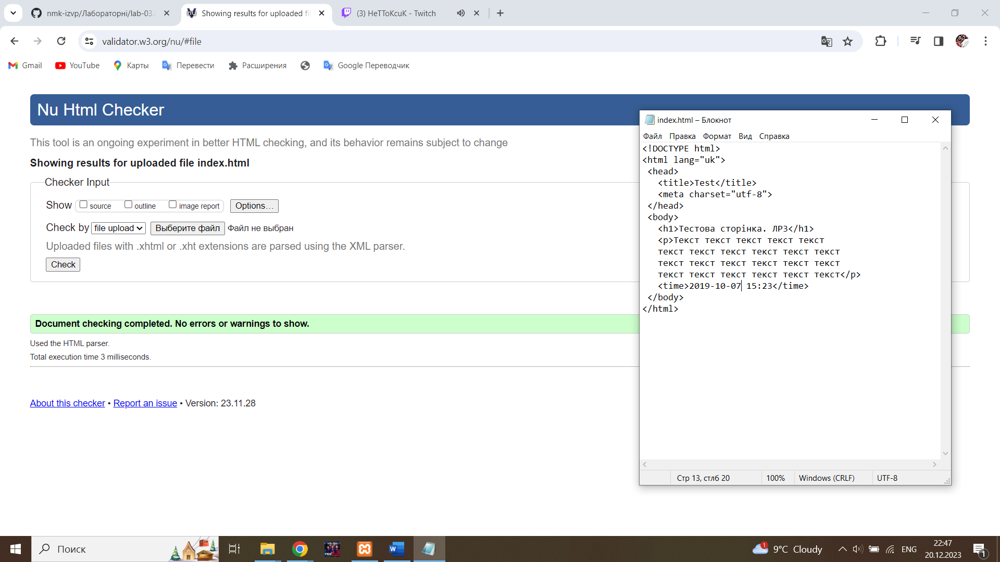 nmk-izvp/Лабораторні/lab-03.
Showing results for uploaded fi
(3) HeTToKcuK - Twitch
validator.w3.org/nu/#file
Gmail
YouTube
Карты
Перевести
Расширения
Google Переводчик
Nu Html Checker
This tool is an ongoing experiment in better HTML checking, and its behavior remains subject to change
Showing results for uploaded file index.html
Checker Input
Show source outline image report Options...
Check by file upload Выберите файл Файл не выбран
Uploaded files with .xhtml or .xht extensions are parsed using the XML parser.
Check
Document checking completed. No errors or warnings to show.
Used the HTML parser.
Total execution time 3 milliseconds.
About this checker • Report an issue • Version: 23.11.28
index.html – Блокнот
Файл Правка Формат Вид Справка
<!DOCTYPE html>
<html lang="uk">
<head>
<title>Test</title>
<meta charset="utf-8">
</head>
<body>
<h1>Тестова сторінка. ЛР3</h1>
<p>Текст текст текст текст текст
текст текст текст текст текст текст
текст текст текст текст текст текст
текст текст текст текст текст текст</p>
<time>2019-10-07 15:23</time>
</body>
</html>
Стр 13, стлб 20
100%
Windows (CRLF)
UTF-8
Поиск
1
9°C Cloudy
ENG
22:47
20.12.2023
1